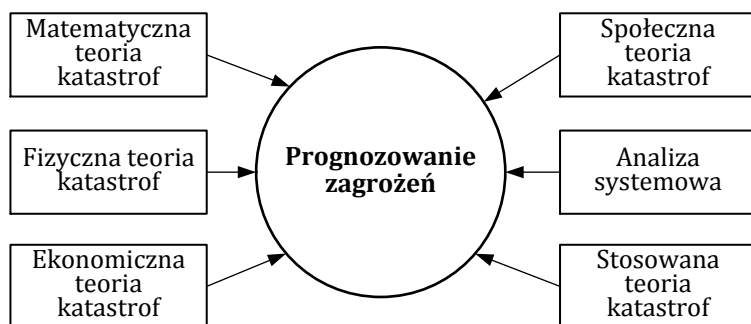 Matematyczna
teoria
katastrof
Fizyczna teoria
katastrof
Ekonomiczna
teoria
katastrof
Prognozowanie
zagrożeń
Społeczna
teoria
katastrof
Analiza
systemowa
Stosowana
teoria
katastrof